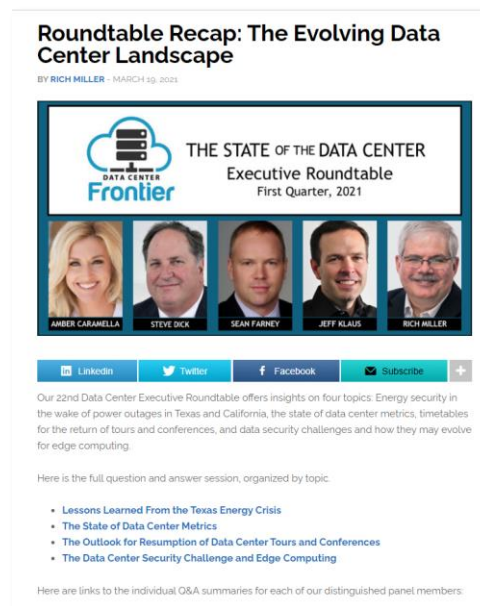 Roundtable Recap: The Evolving Data
Center Landscape
BY RICH MILLER - MARCH 19, 2021
DATA CENTER
Frontier
THE STATE OF THE DATA CENTER
Executive Roundtable
First Quarter, 2021
AMBER CARAMELLA
STEVE DICK
SEAN FARNEY
JEFF KLAUS
RICH MILLER
in LinkedIn
Twitter
f Facebook
Subscribe
+
Our 22nd Data Center Executive Roundtable offers insights on four topics: Energy security in
the wake of power outages in Texas and California, the state of data center metrics, timetables
for the return of tours and conferences, and data security challenges and how they may evolve
for edge computing.
Here is the full question and answer session, organized by topic.
• Lessons Learned From the Texas Energy Crisis
• The State of Data Center Metrics
• The Outlook for Resumption of Data Center Tours and Conferences
• The Data Center Security Challenge and Edge Computing
Here are links to the individual Q&A summaries for each of our distinguished panel members: